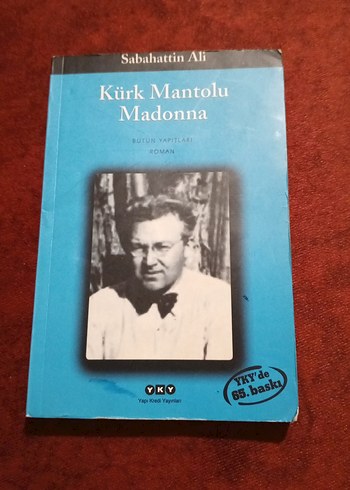 Sabahattin Ali
Kürk Mantolu
Madonna
BÜTÜN YAPITLARI
ROMAN
YKY'de
65. baskı
YKY
Yapı Kredi Yayınları